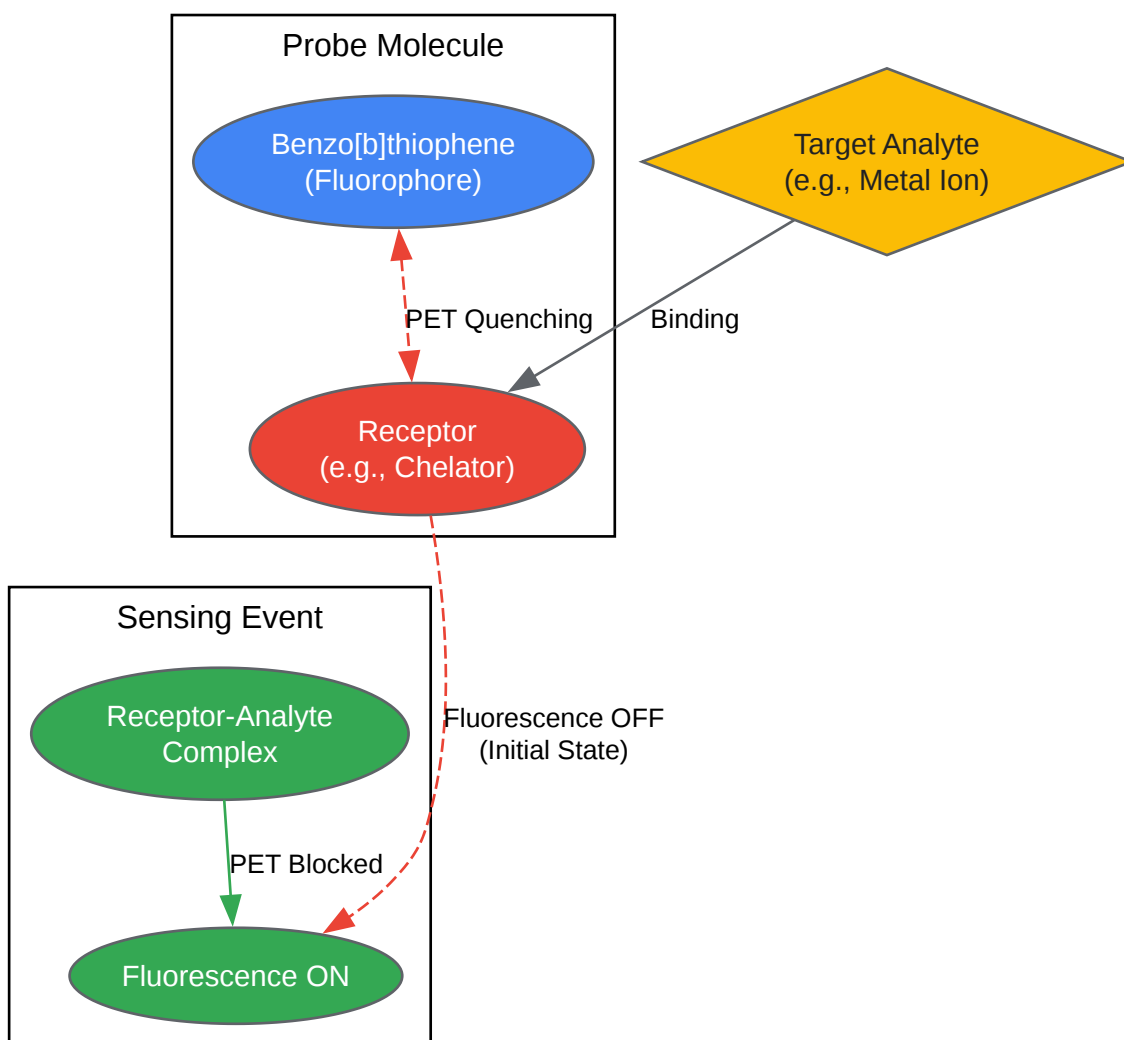 Probe Molecule
Benzo[b]thiophene
(Fluorophore)
Target Analyte
(e.g., Metal Ion)
PET Quenching
Binding
Receptor
(e.g., Chelator)
Sensing Event
Receptor-Analyte
Complex
Fluorescence OFF
(Initial State)
PET Blocked
Fluorescence ON